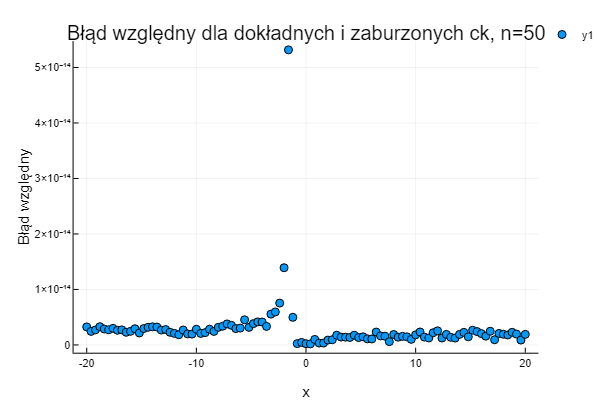 Błąd względny dla dokładnych i zaburzonych ck, n=50
y1
Błąd względny
5×10⁻¹⁴
4×10⁻¹⁴
3×10⁻¹⁴
2×10⁻¹⁴
1×10⁻¹⁴
0
-20 -10 0 10 20
x